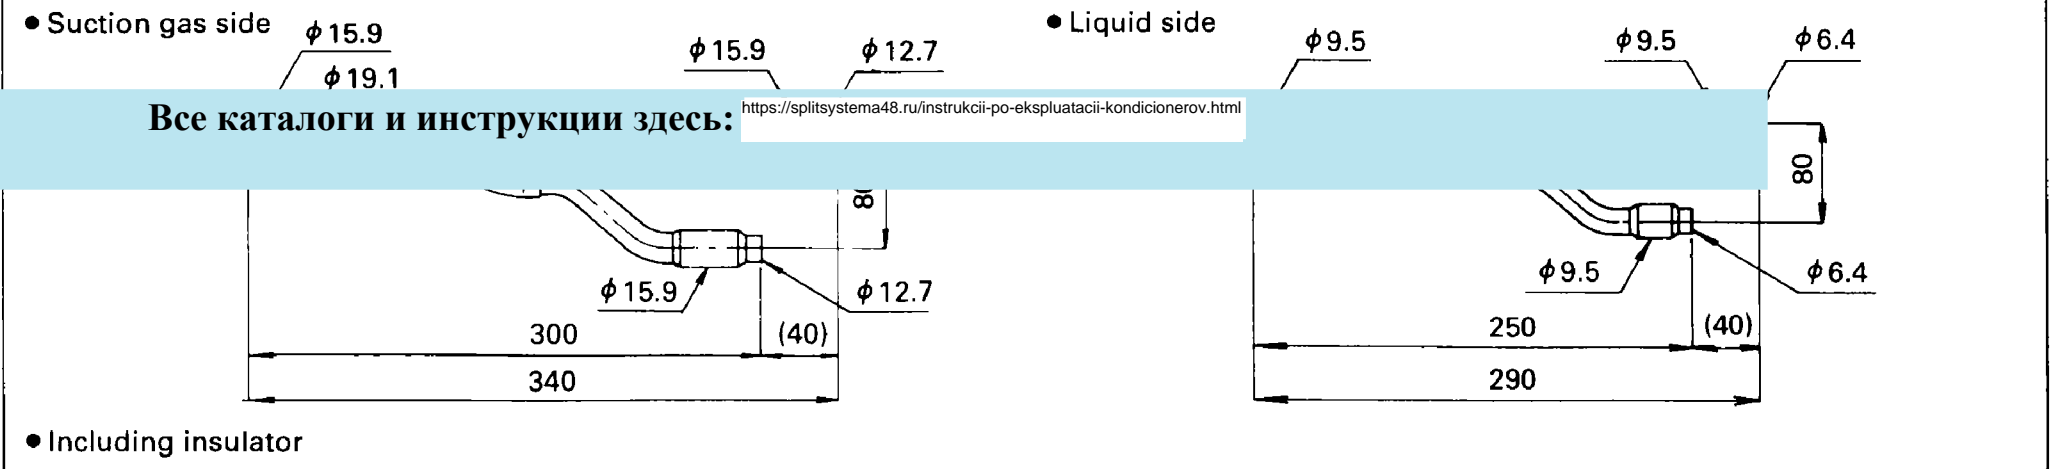 ● Suction gas side
ϕ15.9
ϕ19.1
ϕ15.9
ϕ12.7
● Liquid side
ϕ9.5
ϕ9.5
ϕ6.4
Все каталоги и инструкции здесь: https://splitsystema48.ru/instrukcii-po-ekspluatacii-kondicionerov.html
80
80
ϕ15.9
ϕ12.7
300
(40)
340
ϕ9.5
ϕ6.4
250
(40)
290
● Including insulator